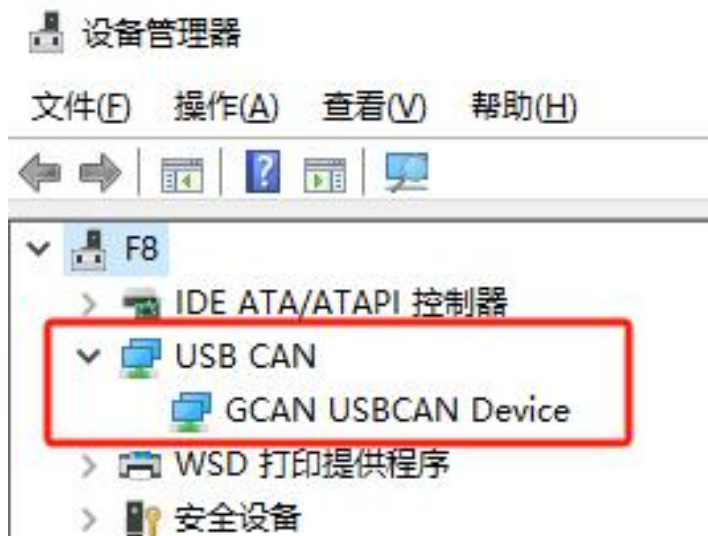 设备管理器
文件(F) 操作(A) 查看(V) 帮助(H)
F8
IDE ATA/ATAPI 控制器
USB CAN
GCAN USBCAN Device
WSD 打印提供程序
安全设备